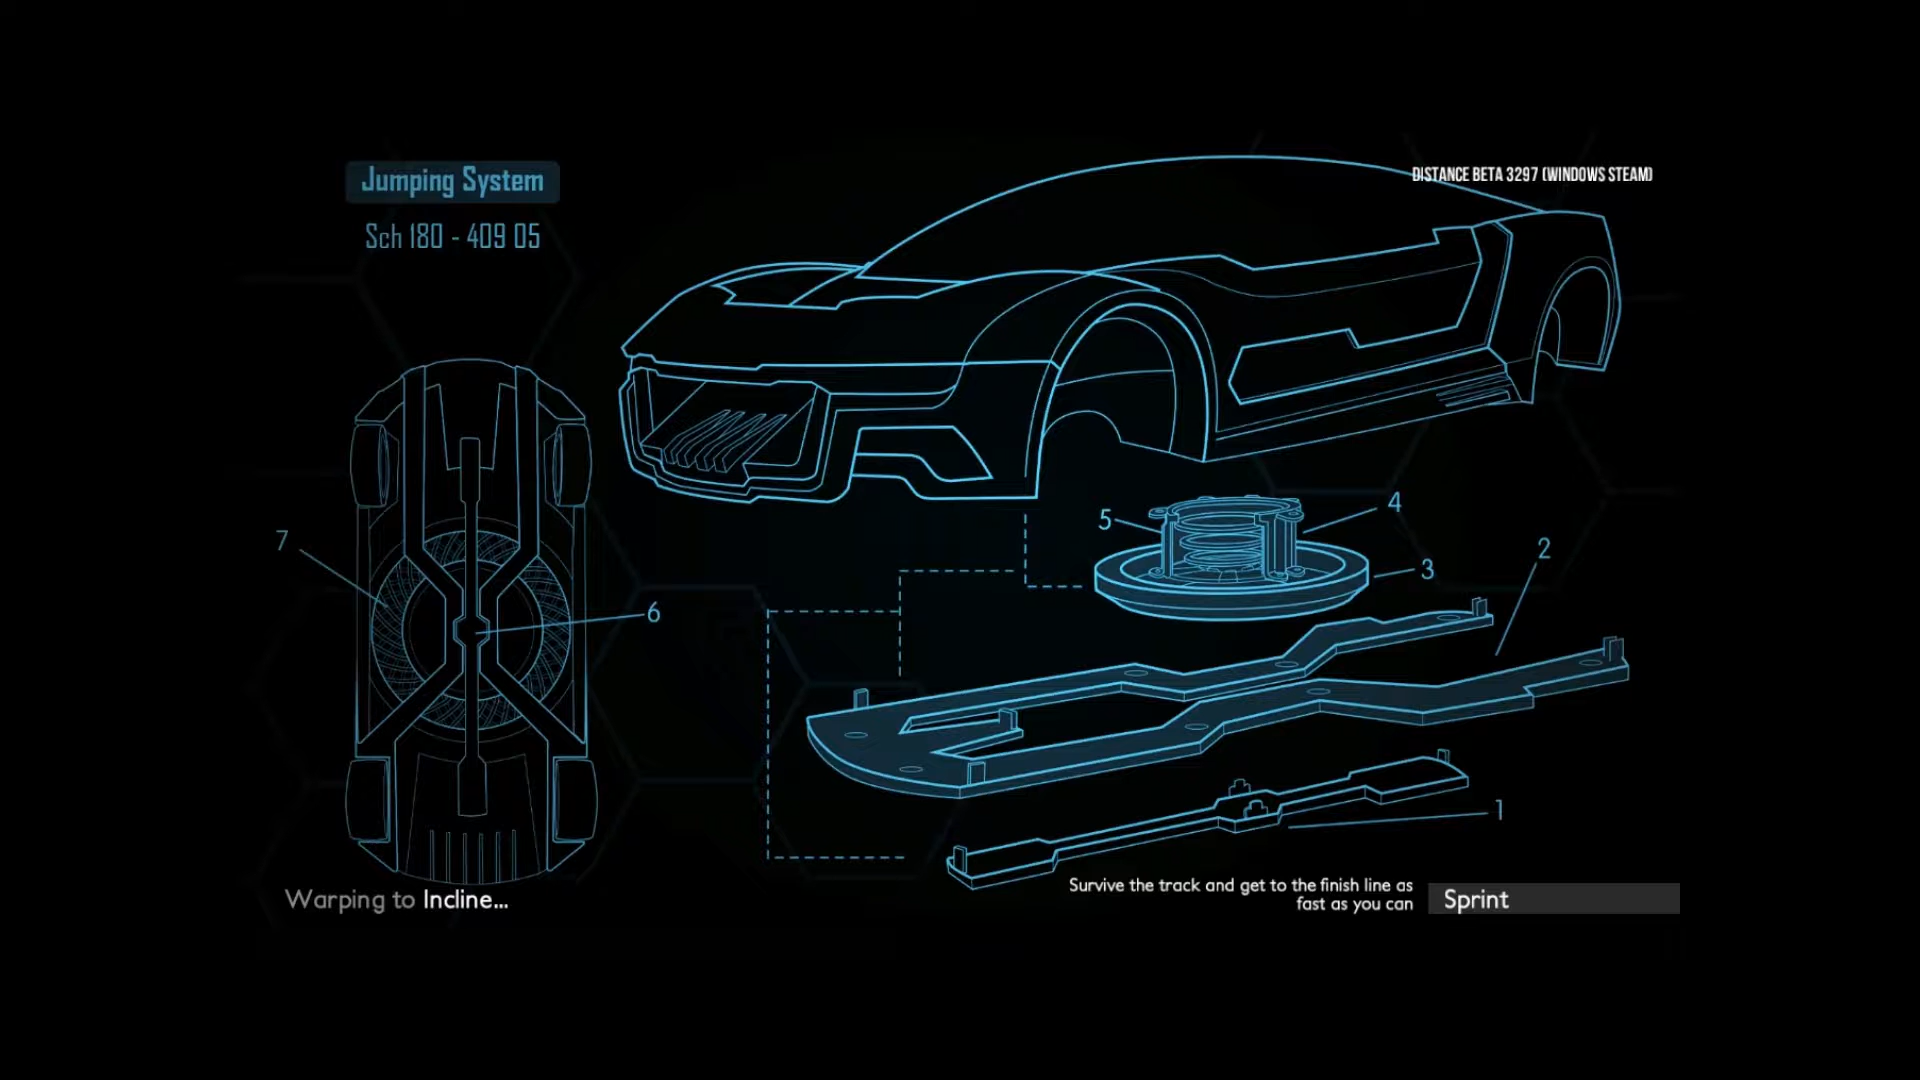 Jumping System
Sch 180 - 409 05
DISTANCE BETA 3297 (WINDOWS STEAM)
5
4
2
3
7
6
1
Survive the track and get to the finish line as
fast as you can
Sprint
Warping to Incline...